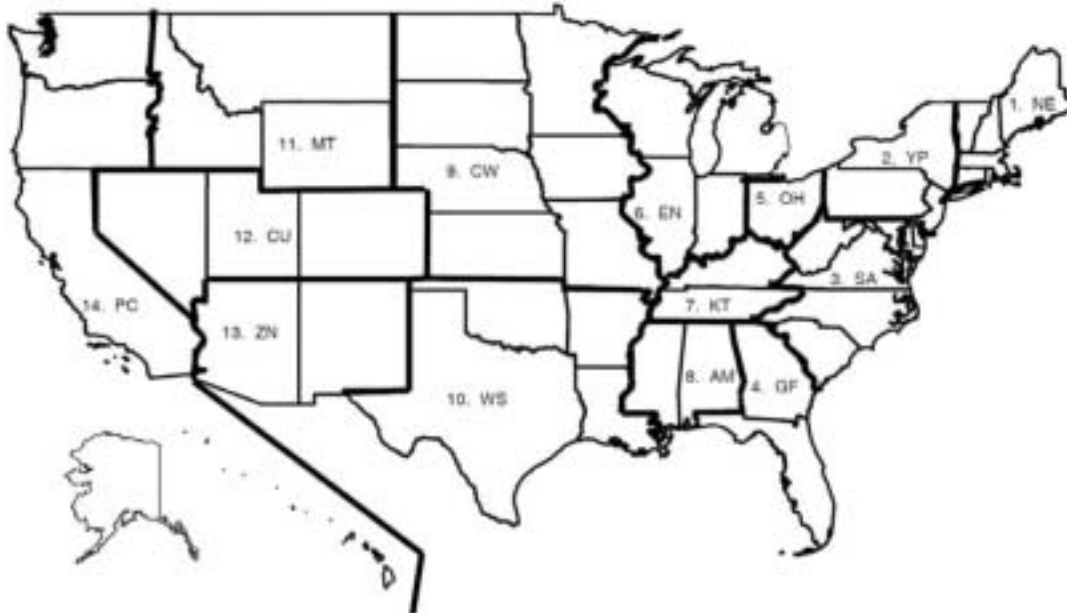 1. NE
2. YP
11. MT
9. CW
5. OH
6. EN
12. CU
3. SA
14. PC
7. KT
13. ZN
8. AM
4. GF
10. WS